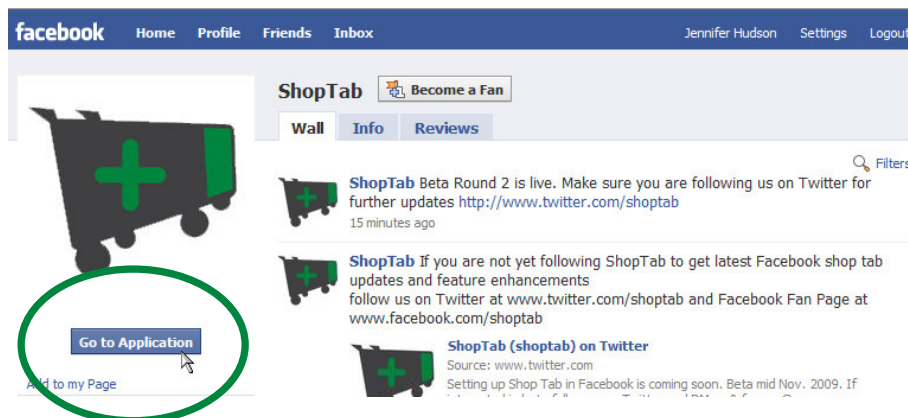 facebook Home Profile Friends Inbox Jennifer Hudson Settings Logout
ShopTab Become a Fan
Wall Info Reviews
Filters
ShopTab Beta Round 2 is live. Make sure you are following us on Twitter for
further updates http://www.twitter.com/shoptab
15 minutes ago
ShopTab If you are not yet following ShopTab to get latest Facebook shop tab
updates and feature enhancements
follow us on Twitter at www.twitter.com/shoptab and Facebook Fan Page at
www.facebook.com/shoptab
Go to Application
Add to my Page
ShopTab (shoptab) on Twitter
Source: www.twitter.com
Setting up Shop Tab in Facebook is coming soon. Beta mid Nov. 2009. If